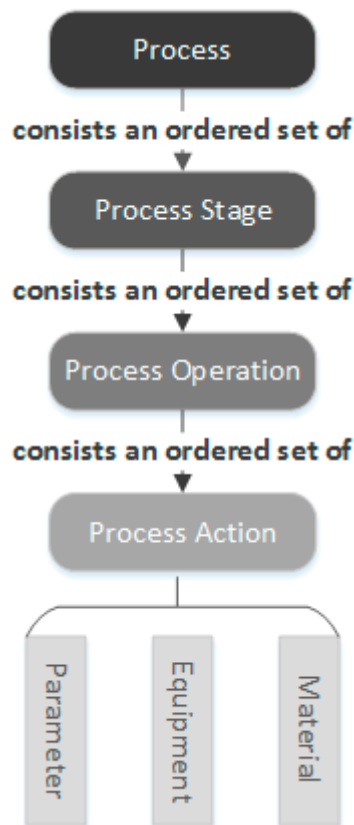 Process
consists an ordered set of
Process Stage
consists an ordered set of
Process Operation
consists an ordered set of
Process Action
Parameter
Equipment
Material